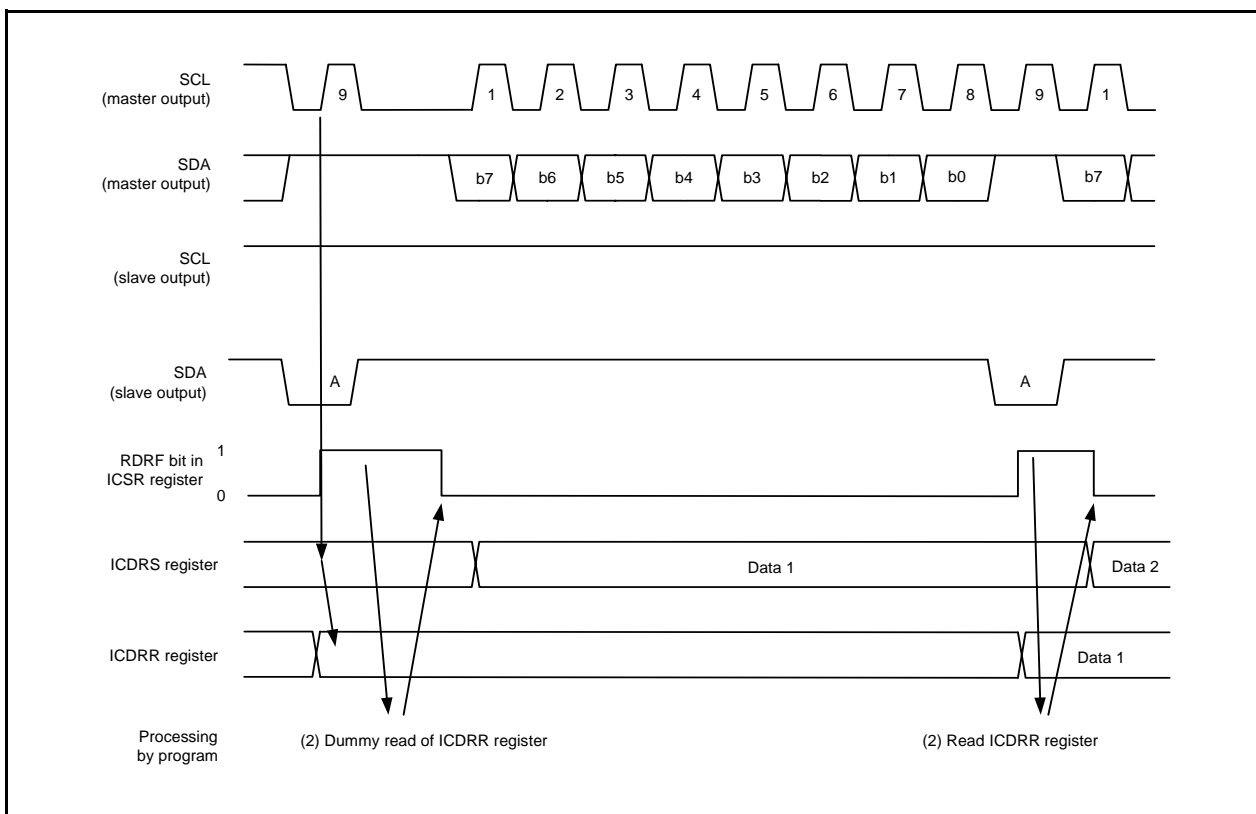 SCL
(master output)
9
1
2
3
4
5
6
7
8
9
1
SDA
(master output)
b7
b6
b5
b4
b3
b2
b1
b0
b7
SCL
(slave output)
SDA
(slave output)
A
A
RDRF bit in
ICSR register
1
0
ICDRS register
Data 1
Data 2
ICDRR register
Data 1
Processing
by program
(2) Dummy read of ICDRR register
(2) Read ICDRR register